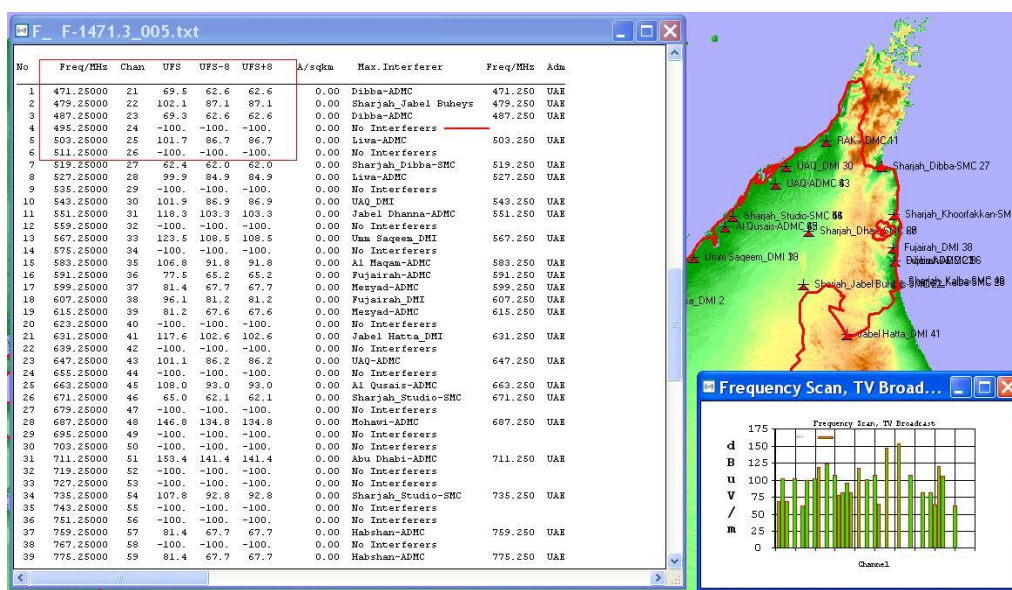 F_ F-1471.3_005.txt
No Freq/MHz Chan UFS UFS-8 UFS+8 A/sqkm Max.Interferer Freq/MHz Adm
1 471.25000 21 69.5 62.6 62.6 0.00 Dibba-ADMC 471.250 UAE
2 479.25000 22 102.1 87.1 87.1 0.00 Sharjah_Jabel Buheys 479.250 UAE
3 487.25000 23 69.3 62.6 62.6 0.00 Dibba-ADMC 487.250 UAE
4 495.25000 24 -100. -100. -100. 0.00 No Interferers
5 503.25000 25 101.7 86.7 86.7 0.00 Liwa-ADMC 503.250 UAE
6 511.25000 26 -100. -100. -100. 0.00 No Interferers
7 519.25000 27 62.4 62.0 62.0 0.00 Sharjah_Dibba-SMC 519.250 UAE
8 527.25000 28 99.9 84.9 84.9 0.00 Liwa-ADMC 527.250 UAE
9 535.25000 29 -100. -100. -100. 0.00 No Interferers
10 543.25000 30 101.9 86.9 86.9 0.00 UAQ_DMI 543.250 UAE
11 551.25000 31 118.3 103.3 103.3 0.00 Jabel Dhanna-ADMC 551.250 UAE
12 559.25000 32 -100. -100. -100. 0.00 No Interferers
13 567.25000 33 123.5 108.5 108.5 0.00 Umm Saqeem_DMI 567.250 UAE
14 575.25000 34 -100. -100. -100. 0.00 No Interferers
15 583.25000 35 106.8 91.8 91.8 0.00 Al Maqam-ADMC 583.250 UAE
16 591.25000 36 77.5 65.2 65.2 0.00 Fujairah-ADMC 591.250 UAE
17 599.25000 37 81.4 67.7 67.7 0.00 Mezyad-ADMC 599.250 UAE
18 607.25000 38 96.1 81.2 81.2 0.00 Fujairah_DMI 607.250 UAE
19 615.25000 39 81.2 67.6 67.6 0.00 Mezyad-ADMC 615.250 UAE
20 623.25000 40 -100. -100. -100. 0.00 No Interferers
21 631.25000 41 117.6 102.6 102.6 0.00 Jabel Hatta_DMI 631.250 UAE
22 639.25000 42 -100. -100. -100. 0.00 No Interferers
23 647.25000 43 101.1 86.2 86.2 0.00 UAQ-ADMC 647.250 UAE
24 655.25000 44 -100. -100. -100. 0.00 No Interferers
25 663.25000 45 108.0 93.0 93.0 0.00 Al Qusais-ADMC 663.250 UAE
26 671.25000 46 65.0 62.1 62.1 0.00 Sharjah_Studio-SMC 671.250 UAE
27 679.25000 47 -100. -100. -100. 0.00 No Interferers
28 687.25000 48 146.8 134.8 134.8 0.00 Mohawi-ADMC 687.250 UAE
29 695.25000 49 -100. -100. -100. 0.00 No Interferers
30 703.25000 50 -100. -100. -100. 0.00 No Interferers
31 711.25000 51 153.4 141.4 141.4 0.00 Abu Dhabi-ADMC 711.250 UAE
32 719.25000 52 -100. -100. -100. 0.00 No Interferers
33 727.25000 53 -100. -100. -100. 0.00 No Interferers
34 735.25000 54 107.8 92.8 92.8 0.00 Sharjah_Studio-SMC 735.250 UAE
35 743.25000 55 -100. -100. -100. 0.00 No Interferers
36 751.25000 56 -100. -100. -100. 0.00 No Interferers
37 759.25000 57 81.4 67.7 67.7 0.00 Habshan-ADMC 759.250 UAE
38 767.25000 58 -100. -100. -100. 0.00 No Interferers
39 775.25000 59 81.4 67.7 67.7 0.00 Habshan-ADMC 775.250 UAE
UAQ_DMI 30
Sharjah_Dibba-SMC 27
UAQ-ADMC
Sharjah_Studio-SMC
Sharjah_Khoorfakkan-SM
Al Qusais-ADMC
Fujairah_DMI 38
Umm Saqeem_DMI
Sharjah_Jabel
sa_DMI 2
Jabel Hatta_DMI 41
Frequency Scan, TV Broad...
Frequency Scan, TV Broadcast
dBuV/m
175
150
125
100
75
50
25
0
Channel